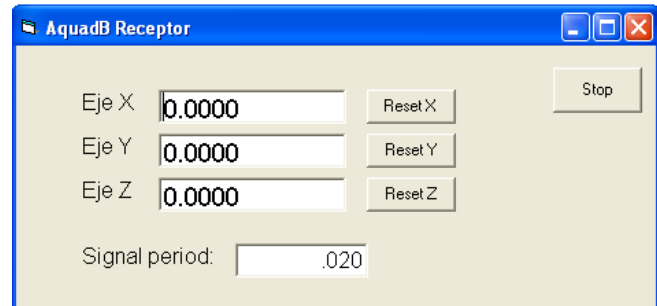 AquadB Receptor
Stop
Eje X 0.0000 Reset X
Eje Y 0.0000 Reset Y
Eje Z 0.0000 Reset Z
Signal period: .020